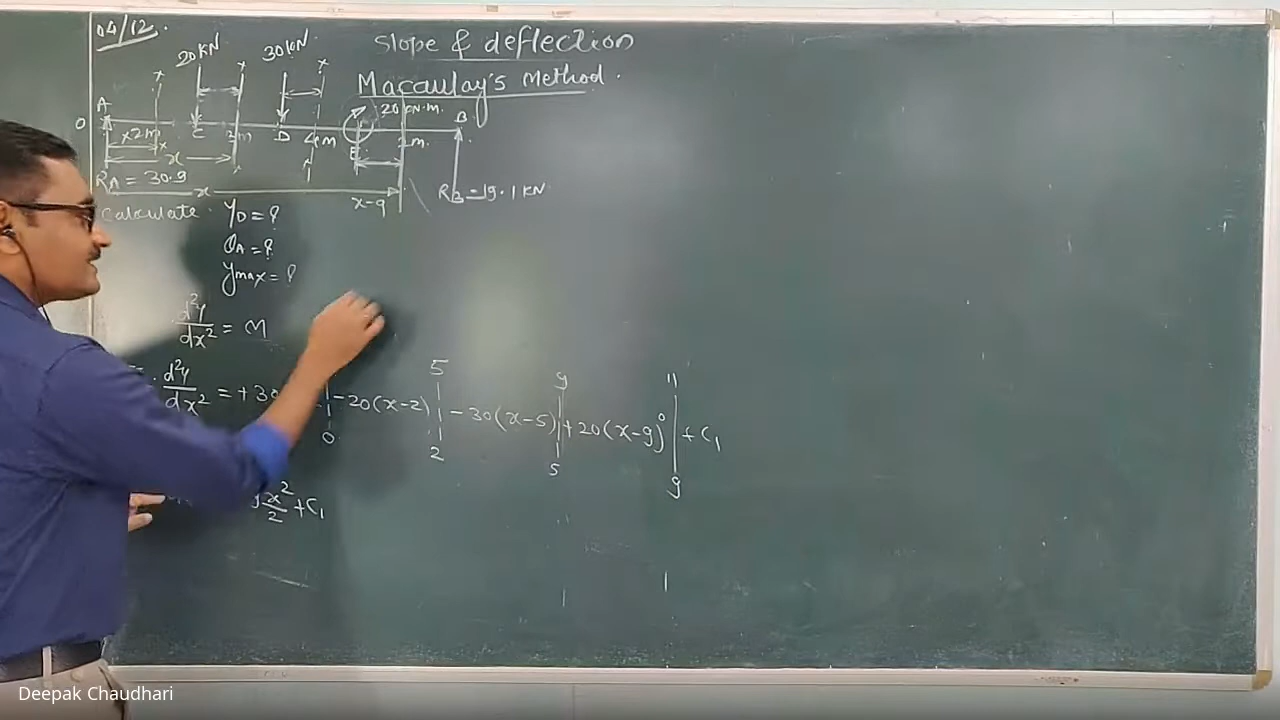 04/12.
Slope & deflection
Macaulay's Method.
20KN 30KN
x x x
A 20 KN.m. B
0 x2m C 3m D 4m E 2m.
x x x
RA = 30.9 x x-9 RB = 19.1 KN
Calculate. YD = ?
θA = ?
Ymax = ?
d²y/dx² = M
5 9 11
d²y/dx² = +30 -20(x-2) -30(x-5) +20(x-9)⁰ + C₁
0 2 5 9
x²/2 + C₁
Deepak Chaudhari